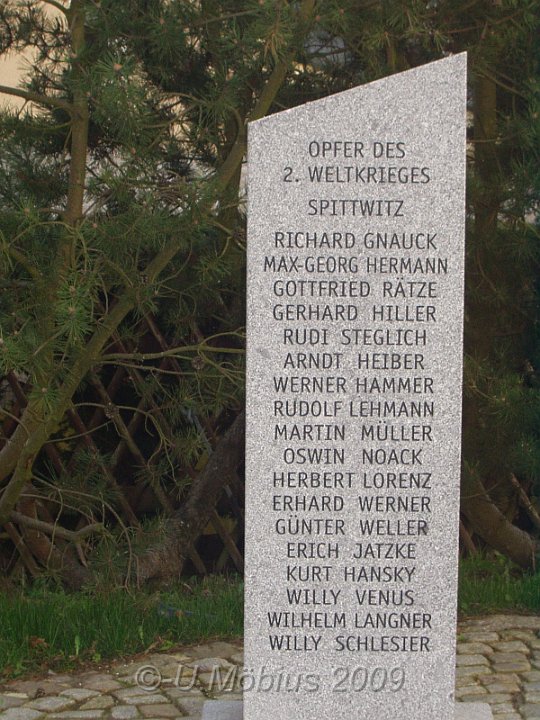 OPFER DES
2. WELTKRIEGES
SPITTWITZ
RICHARD GNAUCK
MAX-GEORG HERMANN
GOTTFRIED RÄTZE
GERHARD HILLER
RUDI STEGLICH
ARNDT HEIBER
WERNER HAMMER
RUDOLF LEHMANN
MARTIN MÜLLER
OSWIN NOACK
HERBERT LORENZ
ERHARD WERNER
GÜNTER WELLER
ERICH JATZKE
KURT HANSKY
WILLY VENUS
WILHELM LANGNER
WILLY SCHLESIER
© U.Möbius 2009